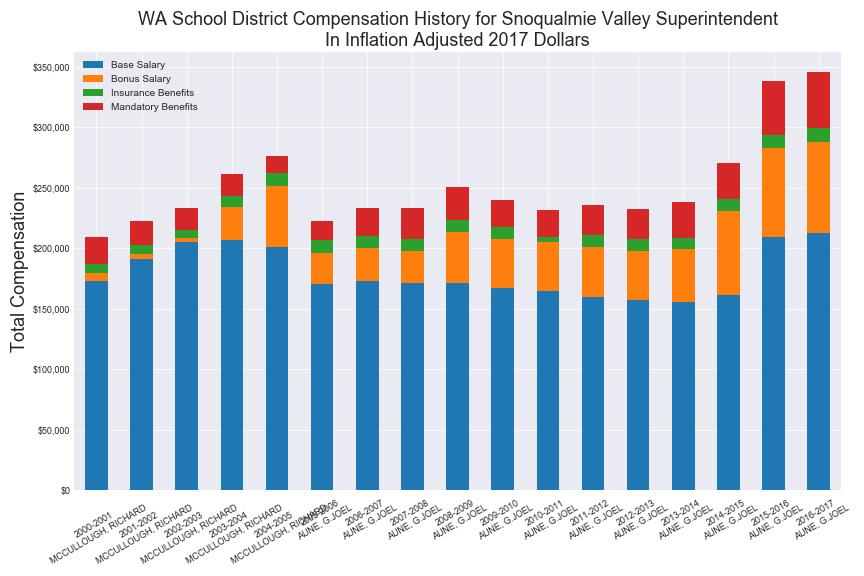 WA School District Compensation History for Snoqualmie Valley Superintendent
In Inflation Adjusted 2017 Dollars
Base Salary
Bonus Salary
Insurance Benefits
Mandatory Benefits
Total Compensation
$350,000
$300,000
$250,000
$200,000
$150,000
$100,000
$50,000
$0
2000-2001
MCCULLOUGH, RICHARD
2001-2002
MCCULLOUGH, RICHARD
2002-2003
MCCULLOUGH, RICHARD
2003-2004
MCCULLOUGH, RICHARD
2004-2005
MCCULLOUGH, RICHARD
2005-2006
AUNE, G JOEL
2006-2007
AUNE, G JOEL
2007-2008
AUNE, G JOEL
2008-2009
AUNE, G JOEL
2009-2010
AUNE, G JOEL
2010-2011
AUNE, G JOEL
2011-2012
AUNE, G JOEL
2012-2013
AUNE, G JOEL
2013-2014
AUNE, G JOEL
2014-2015
AUNE, G JOEL
2015-2016
AUNE, G JOEL
2016-2017
AUNE, G JOEL